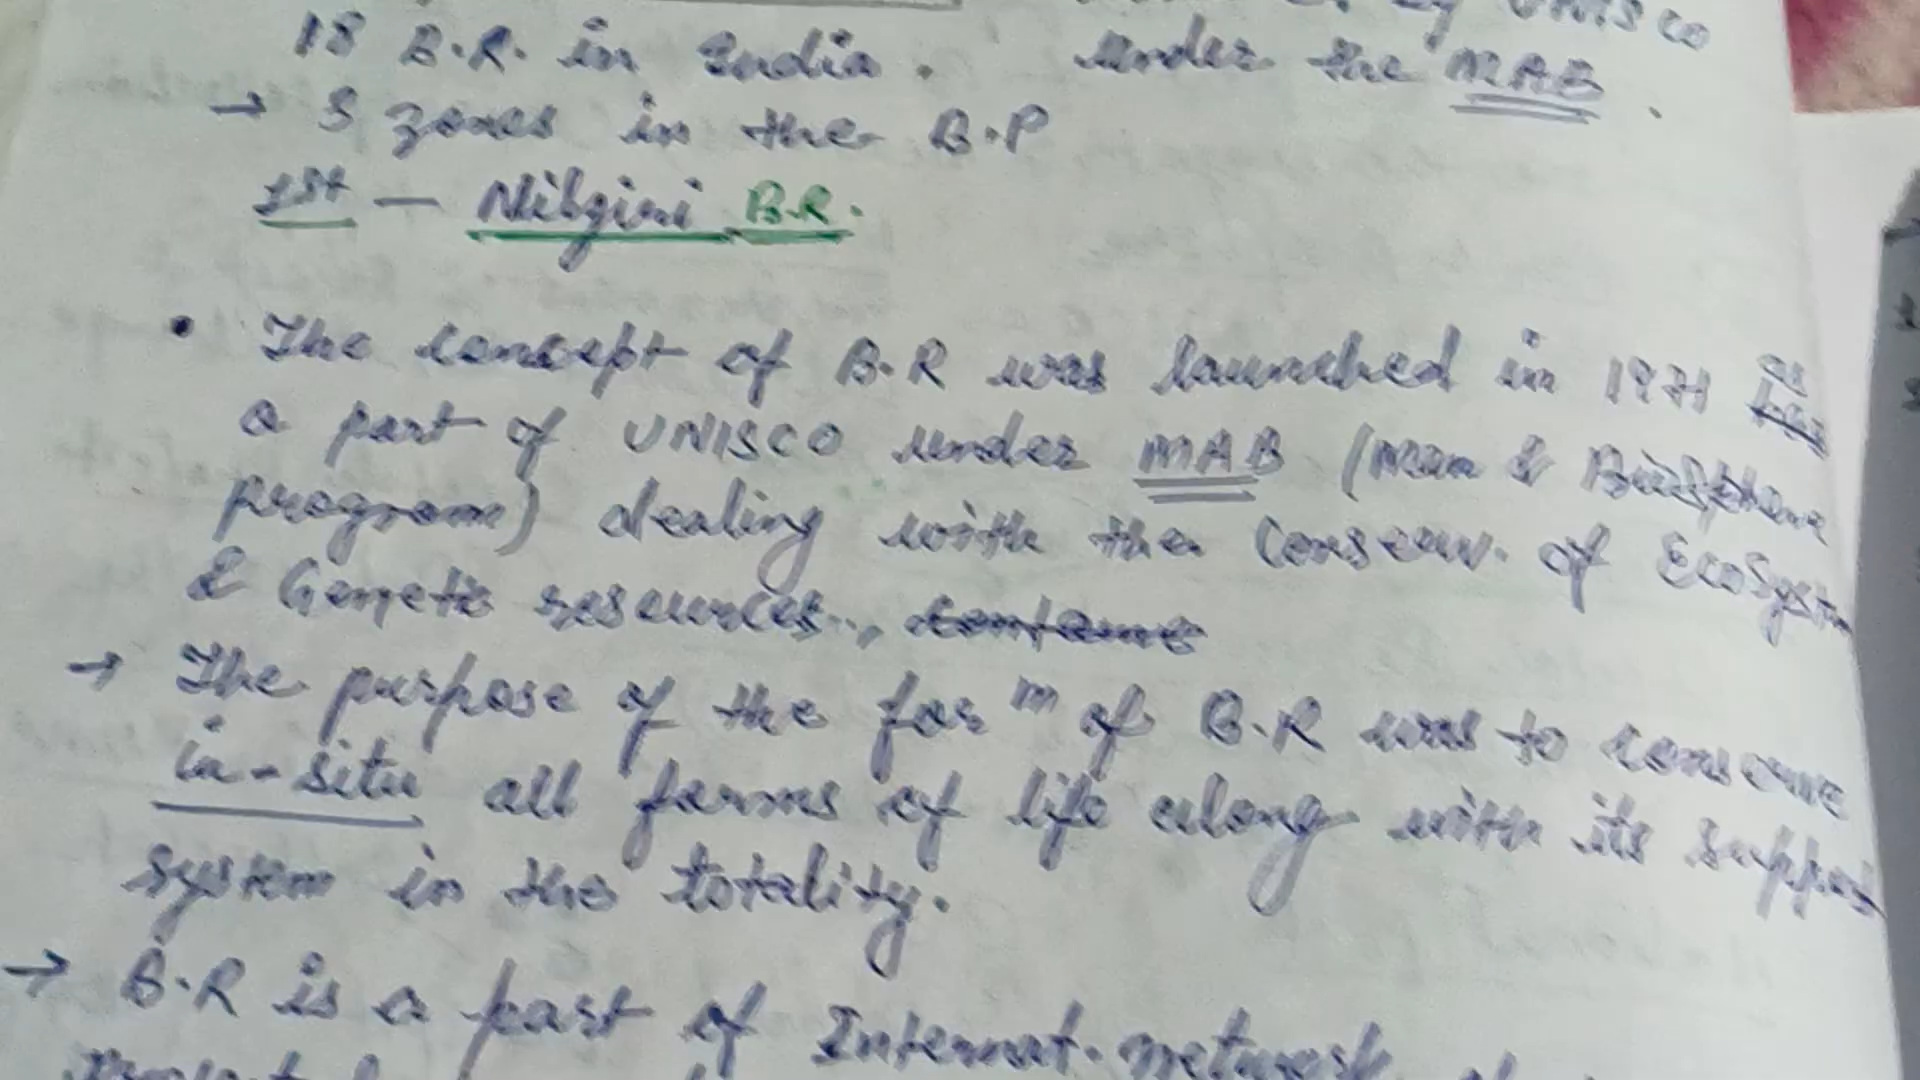 18 B.R. in India. under the MAB.
→ 3 zones in the B.P
1st — Nilgiri B.R.
• The concept of B.R was launched in 1971 as
a part of UNISCO under MAB (Man & Biosphere
program) dealing with the Conserv. of EcoSystem
& Genetic resources.,
→ The purpose of the for m of B.R was to conserve
in-situ all forms of life along with its support
system in the totality.
→ B.R is a part of Internat. network